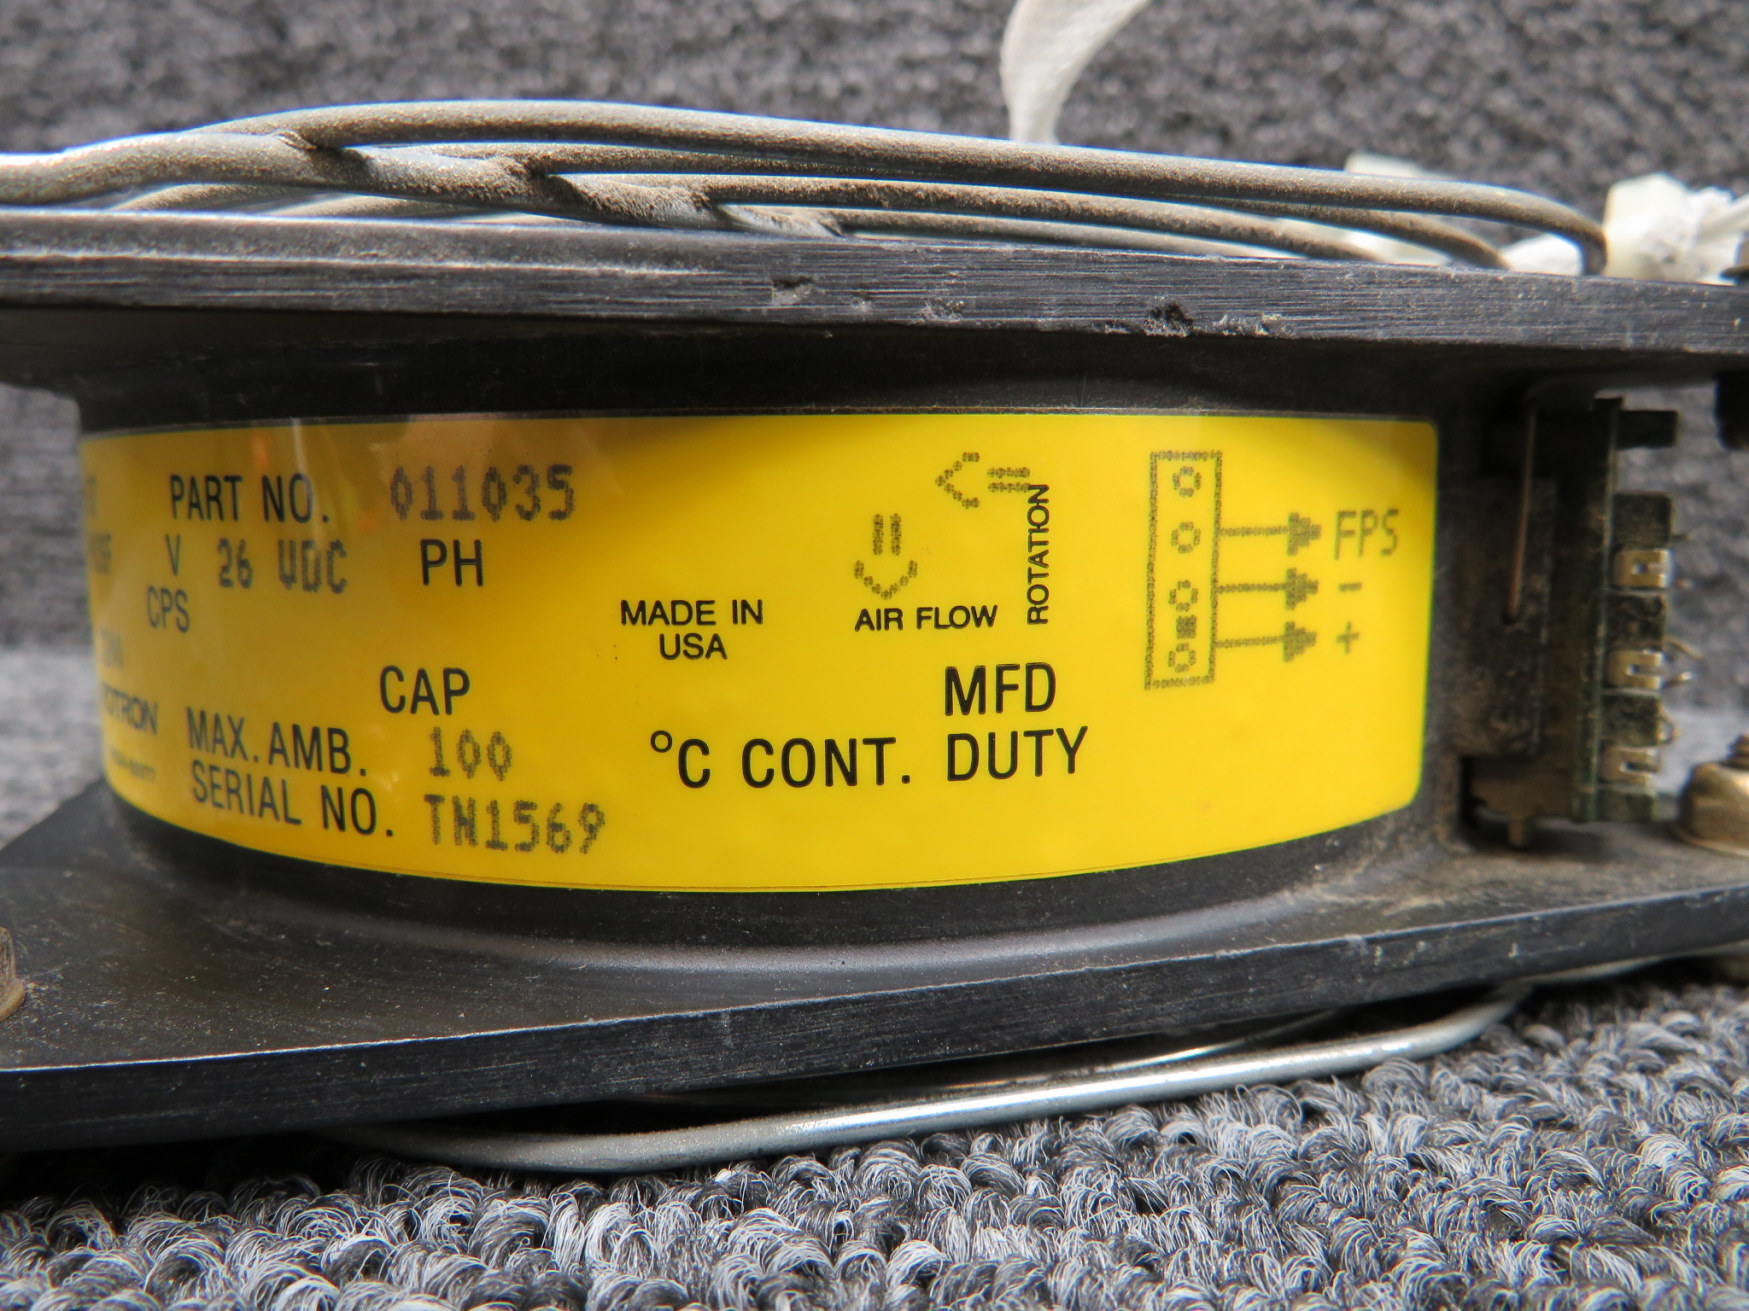 PART NO. 011035
V 26 VDC PH
CPS
MADE IN
USA
AIR FLOW
ROTATION
FPS
-
+
CAP
MFD
MAX. AMB. 100 °C CONT. DUTY
SERIAL NO. TN1569